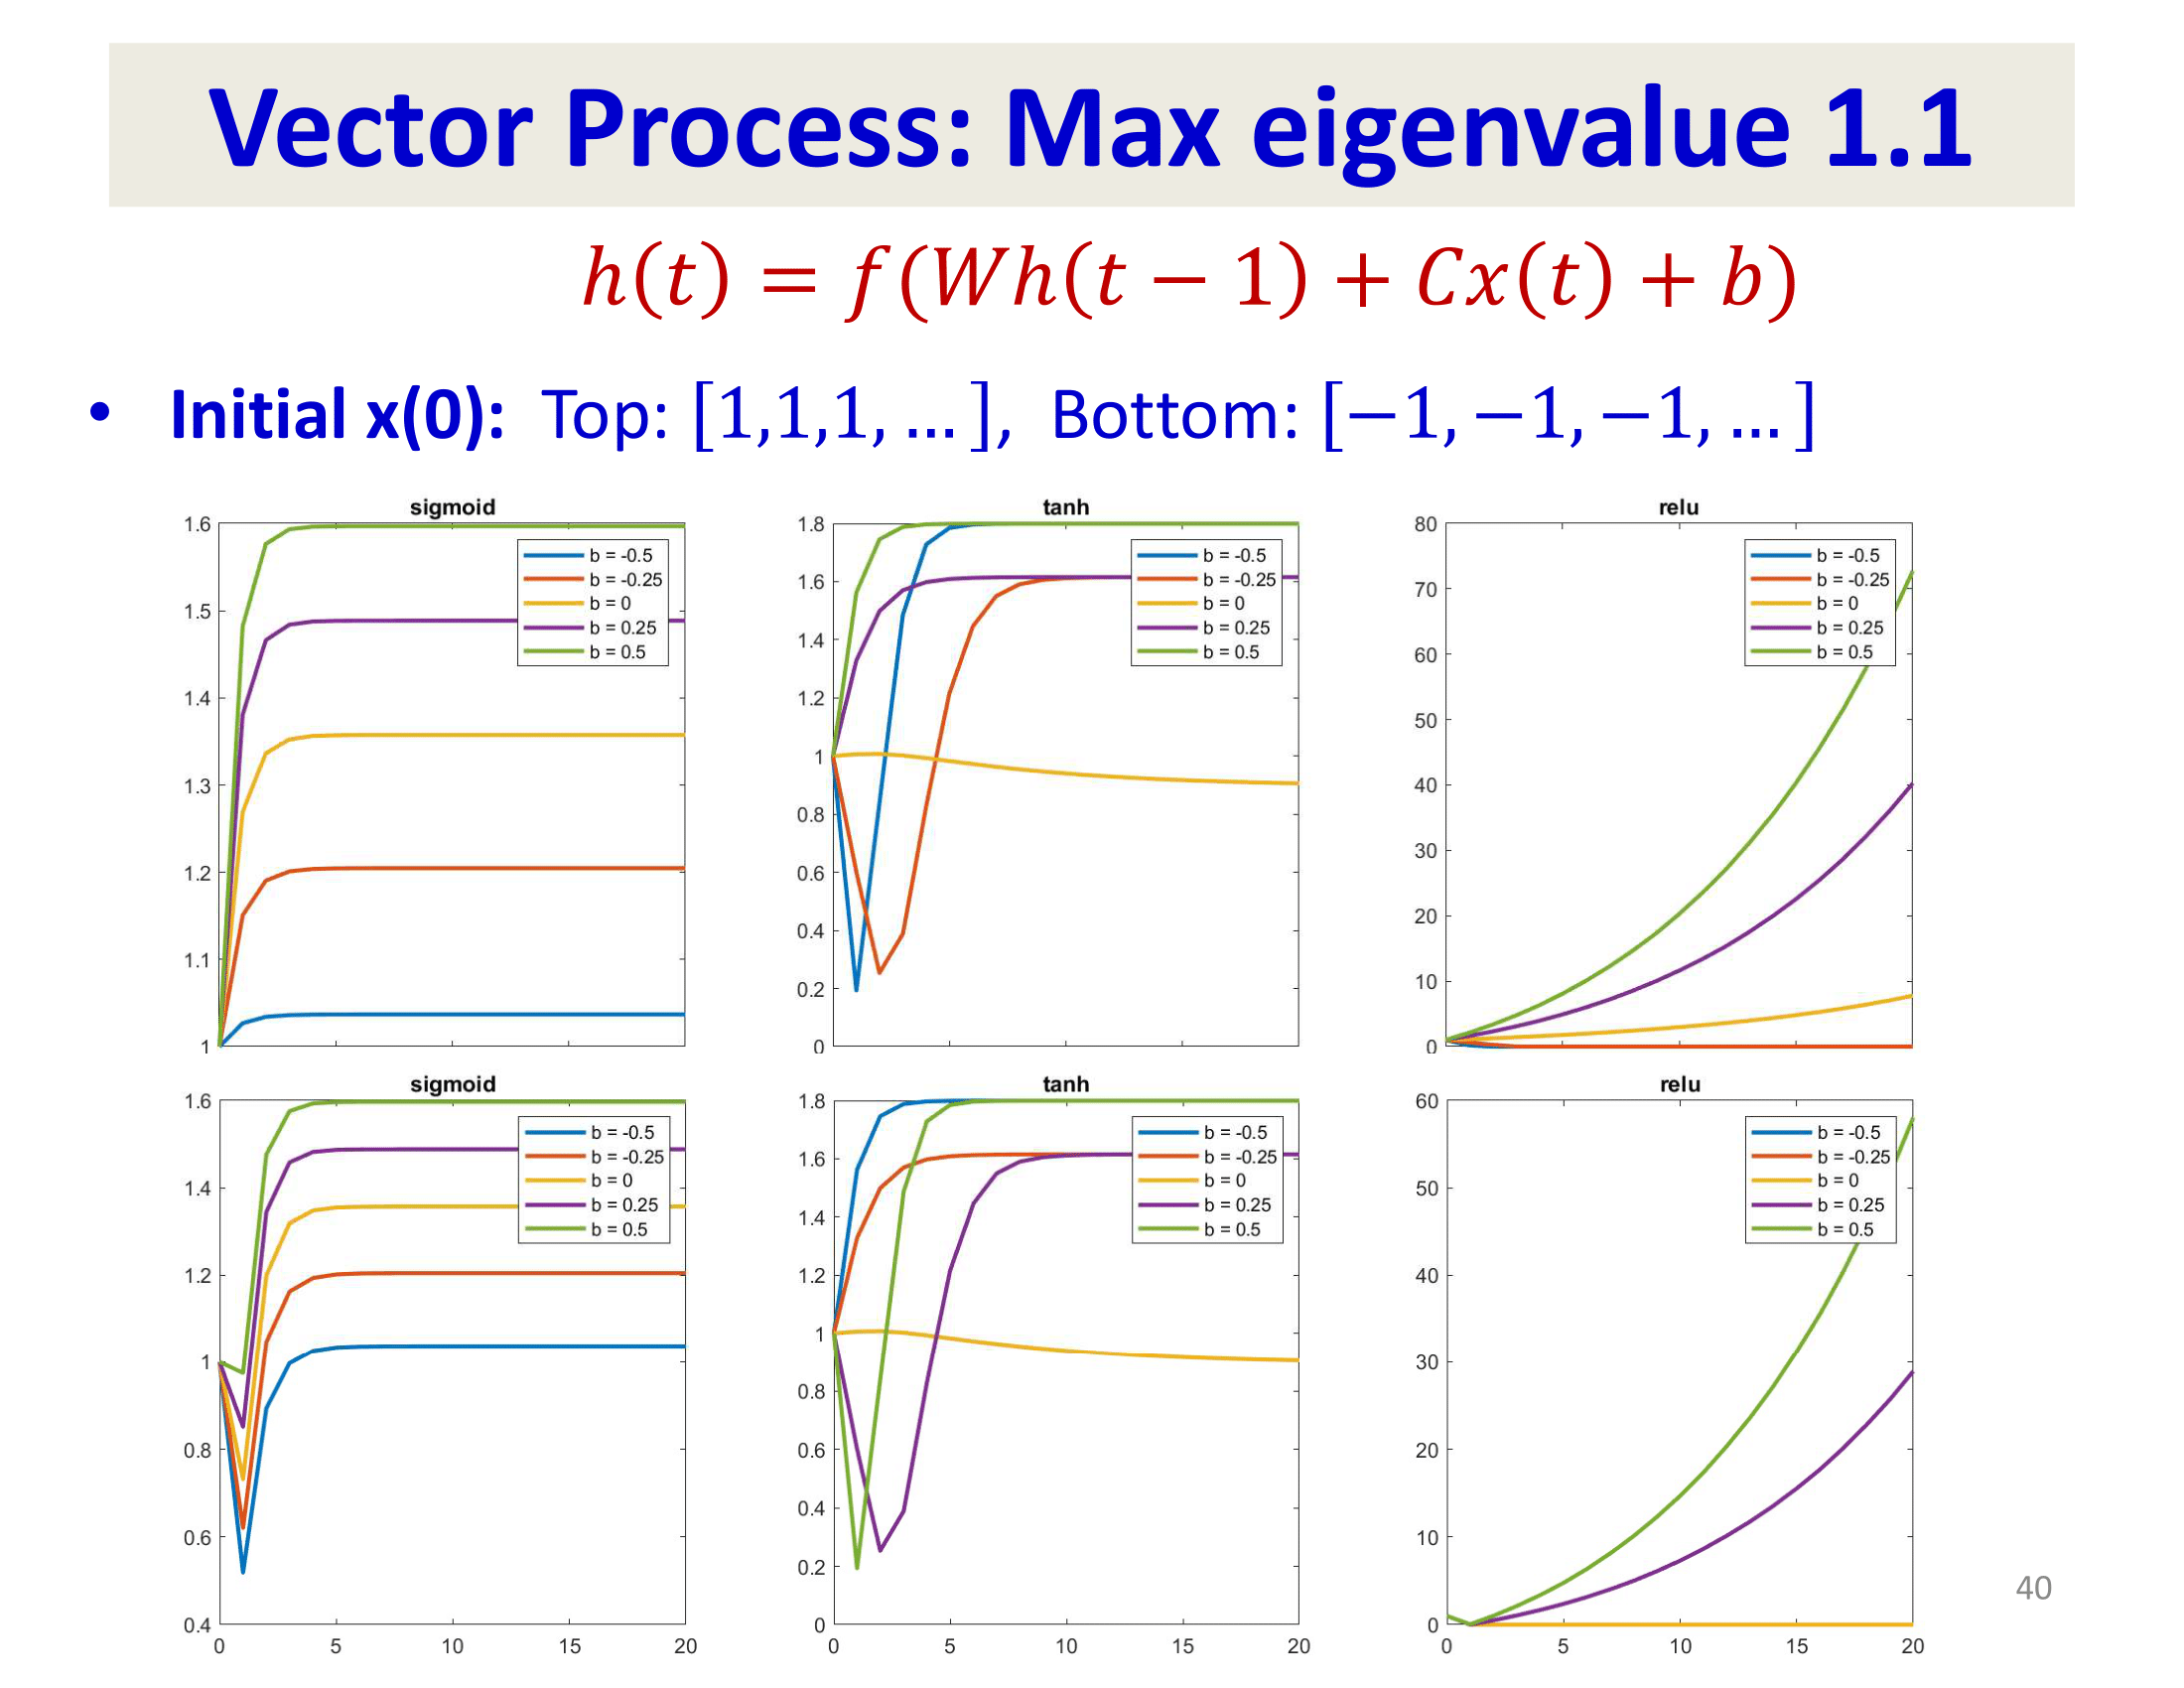 Vector Process: Max eigenvalue 1.1
h(t) = f(Wh(t − 1) + Cx(t) + b)
• Initial x(0): Top: [1,1,1, … ], Bottom: [−1, −1, −1, … ]
sigmoid
1.6
1.5
1.4
1.3
1.2
1.1
1
b = -0.5
b = -0.25
b = 0
b = 0.25
b = 0.5
tanh
1.8
1.6
1.4
1.2
1
0.8
0.6
0.4
0.2
0
b = -0.5
b = -0.25
b = 0
b = 0.25
b = 0.5
relu
80
70
60
50
40
30
20
10
0
b = -0.5
b = -0.25
b = 0
b = 0.25
b = 0.5
sigmoid
1.6
1.4
1.2
1
0.8
0.6
0.4
b = -0.5
b = -0.25
b = 0
b = 0.25
b = 0.5
0 5 10 15 20
tanh
1.8
1.6
1.4
1.2
1
0.8
0.6
0.4
0.2
0
b = -0.5
b = -0.25
b = 0
b = 0.25
b = 0.5
0 5 10 15 20
relu
60
50
40
30
20
10
0
b = -0.5
b = -0.25
b = 0
b = 0.25
b = 0.5
0 5 10 15 20
40